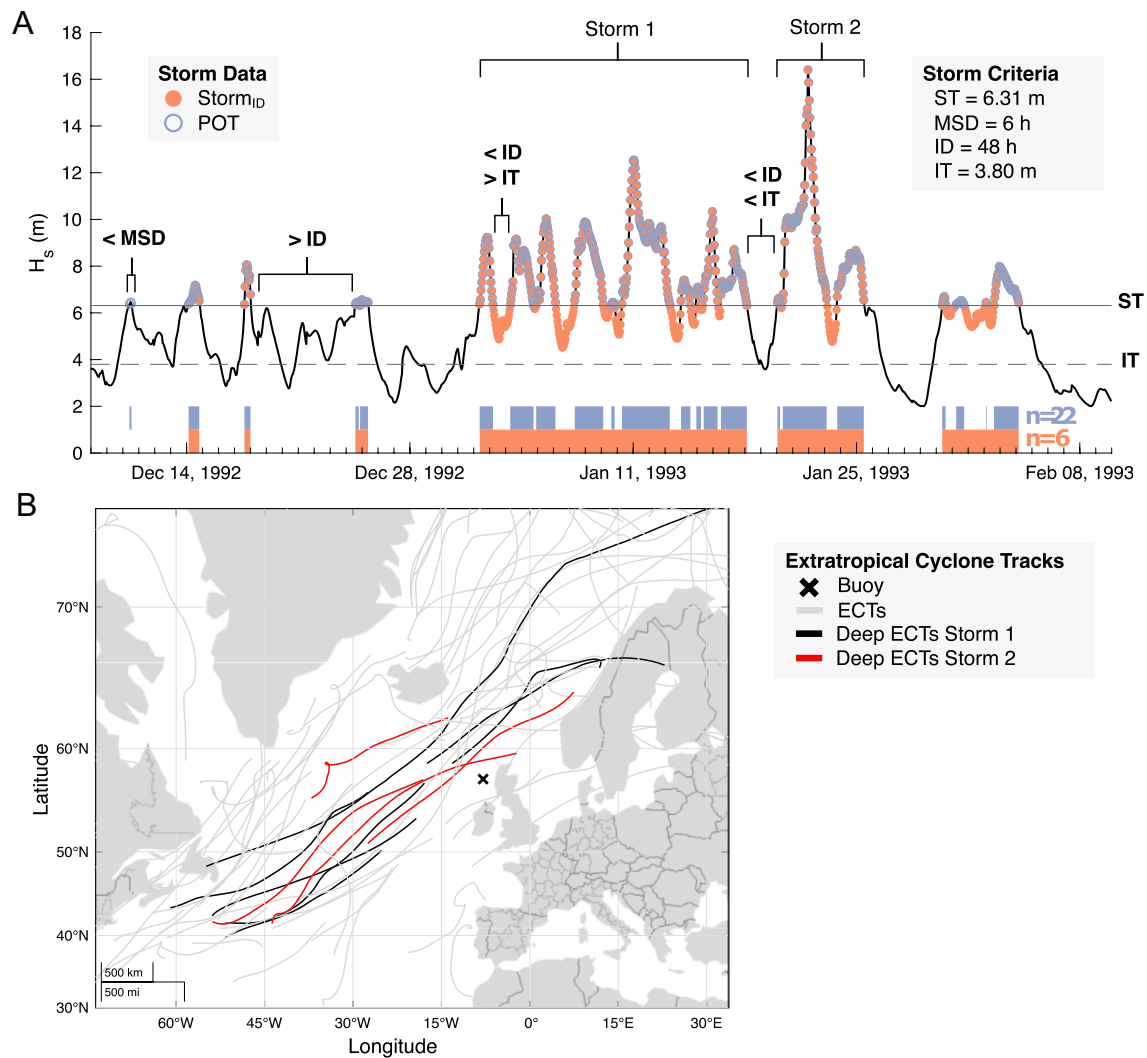 A
18
16
14
12
10
8
6
4
2
0
Hs (m)
Storm Data
StormID
POT
Storm 1
Storm 2
Storm Criteria
ST = 6.31 m
MSD = 6 h
ID = 48 h
IT = 3.80 m
< MSD
> ID
< ID
> IT
< ID
< IT
ST
IT
n=22
n=6
Dec 14, 1992
Dec 28, 1992
Jan 11, 1993
Jan 25, 1993
Feb 08, 1993
B
70°N
60°N
50°N
40°N
30°N
Latitude
500 km
500 mi
60°W
45°W
30°W
15°W
0°
15°E
30°E
Longitude
Extratropical Cyclone Tracks
Buoy
ECTs
Deep ECTs Storm 1
Deep ECTs Storm 2